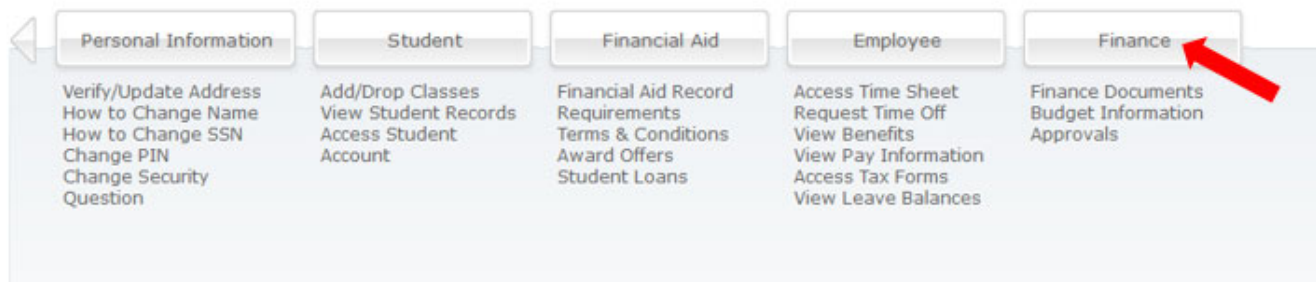 Personal Information
Student
Financial Aid
Employee
Finance
Verify/Update Address
How to Change Name
How to Change SSN
Change PIN
Change Security
Question
Add/Drop Classes
View Student Records
Access Student
Account
Financial Aid Record
Requirements
Terms & Conditions
Award Offers
Student Loans
Access Time Sheet
Request Time Off
View Benefits
View Pay Information
Access Tax Forms
View Leave Balances
Finance Documents
Budget Information
Approvals